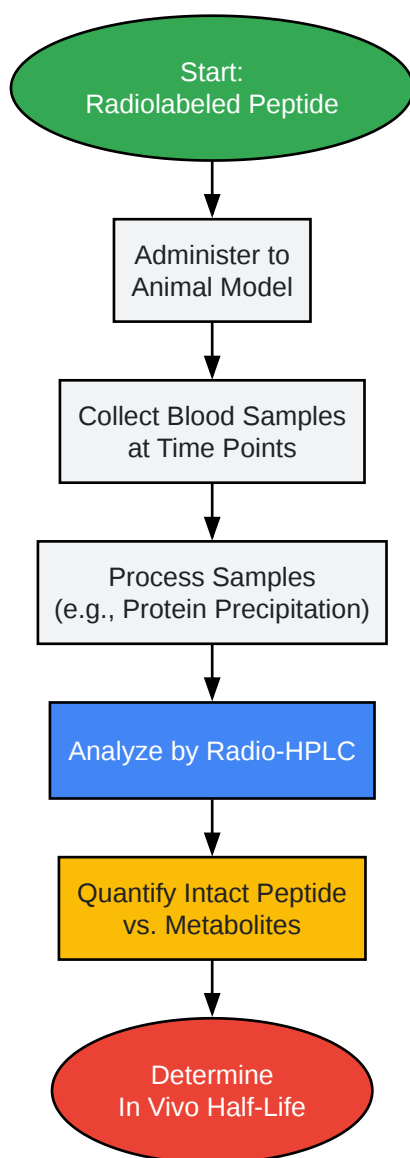 Start:
Radiolabeled Peptide
Administer to
Animal Model
Collect Blood Samples
at Time Points
Process Samples
(e.g., Protein Precipitation)
Analyze by Radio-HPLC
Quantify Intact Peptide
vs. Metabolites
Determine
In Vivo Half-Life